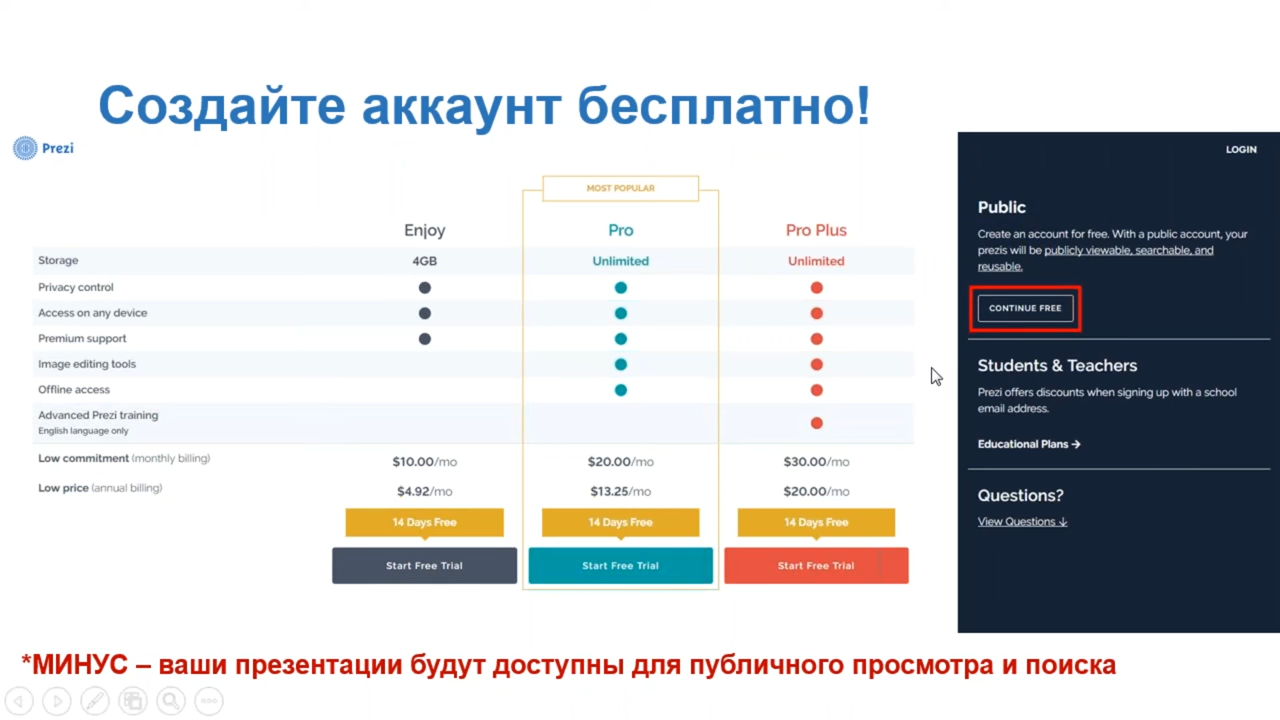 Создайте аккаунт бесплатно!
Prezi
LOGIN
MOST POPULAR
Enjoy Pro Pro Plus
Storage 4GB Unlimited Unlimited
Privacy control
Access on any device
Premium support
Image editing tools
Offline access
Advanced Prezi training
English language only
Low commitment (monthly billing) $10.00/mo $20.00/mo $30.00/mo
Low price (annual billing) $4.92/mo $13.25/mo $20.00/mo
14 Days Free 14 Days Free 14 Days Free
Start Free Trial Start Free Trial Start Free Trial
Public
Create an account for free. With a public account, your
prezis will be publicly viewable, searchable, and
reusable.
CONTINUE FREE
Students & Teachers
Prezi offers discounts when signing up with a school
email address.
Educational Plans →
Questions?
View Questions ↓
*МИНУС – ваши презентации будут доступны для публичного просмотра и поиска